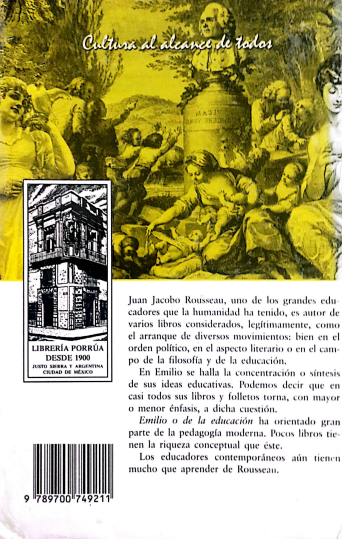 Cultura al alcance de todos
LIBRERÍA PORRÚA
DESDE 1900
JUSTO SIERRA Y ARGENTINA
CIUDAD DE MÉXICO
Juan Jacobo Rousseau, uno de los grandes edu-
cadores que la humanidad ha tenido, es autor de
varios libros considerados, legítimamente, como
el arranque de diversos movimientos: bien en el
orden político, en el aspecto literario o en el cam-
po de la filosofía y de la educación.
En Emilio se halla la concentración o síntesis
de sus ideas educativas. Podemos decir que en
casi todos sus libros y folletos torna, con mayor
o menor énfasis, a dicha cuestión.
Emilio o de la educación ha orientado gran
parte de la pedagogía moderna. Pocos libros tie-
nen la riqueza conceptual que éste.
Los educadores contemporáneos aún tienen
mucho que aprender de Rousseau.
9 789700 749211